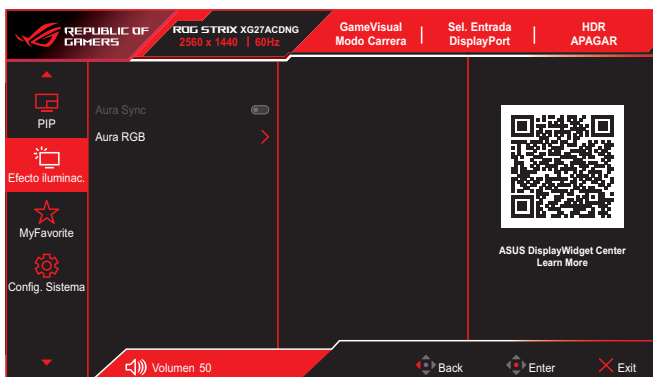 REPUBLIC OF
GAMERS
ROG STRIX XG27ACDNG
2560 x 1440 | 60Hz
GameVisual
Modo Carrera
Sel. Entrada
DisplayPort
HDR
APAGAR
PIP
Efecto iluminac.
MyFavorite
Config. Sistema
Aura Sync
Aura RGB
ASUS DisplayWidget Center
Learn More
Volumen 50
Back
Enter
Exit